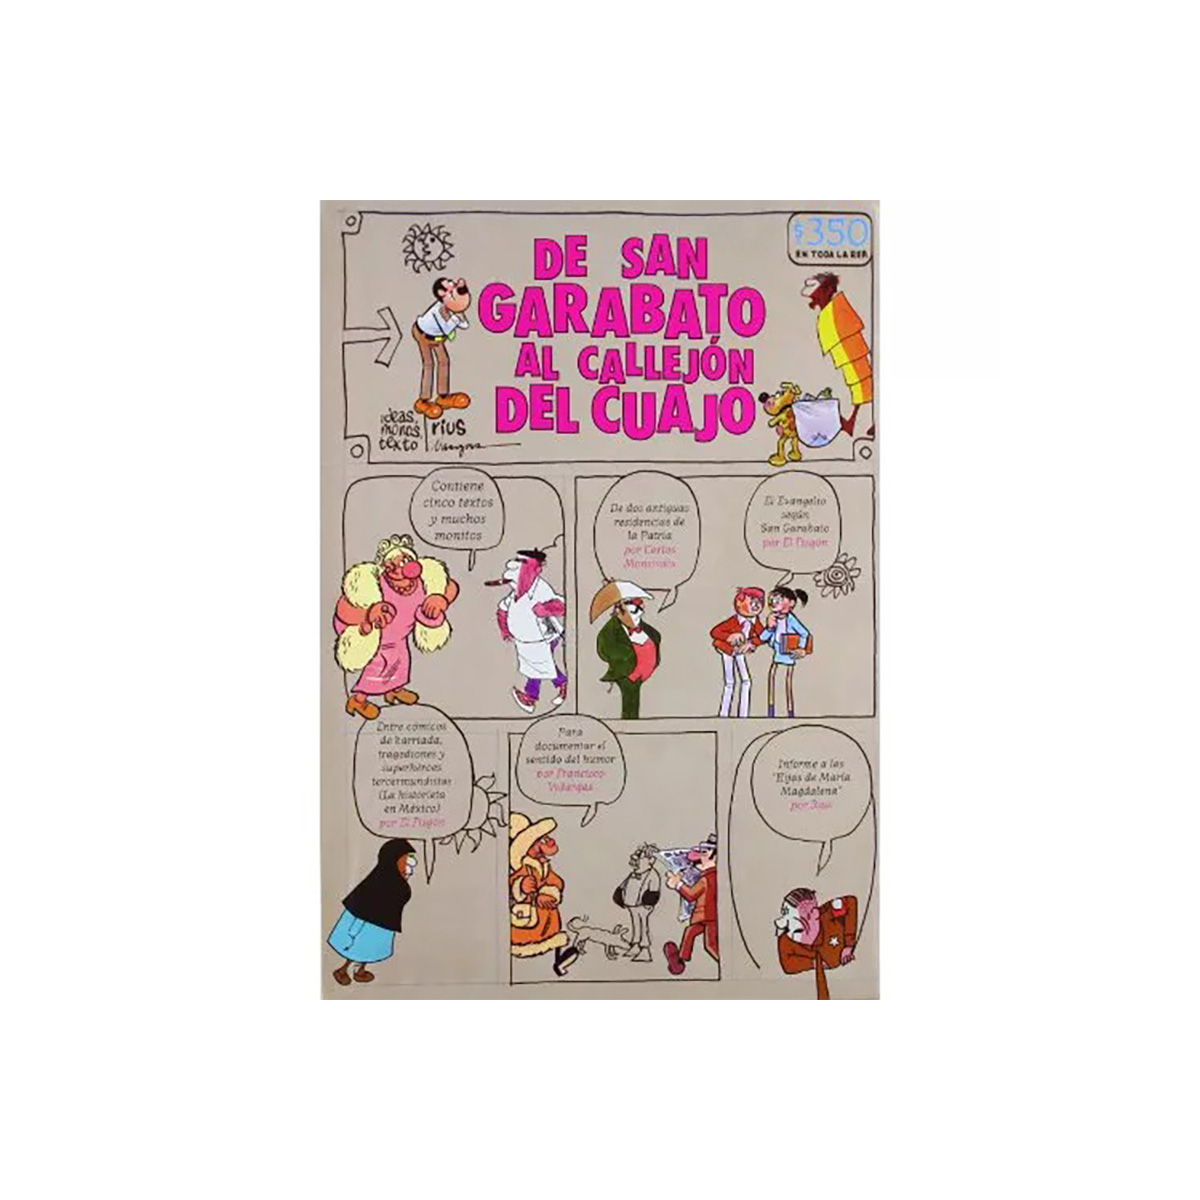 $350
EN TODA LA REP.
DE SAN
GARABATO
AL CALLEJÓN
DEL CUAJO
ideas,
monos,
texto
rius
Contiene
cinco textos
y muchos
monitos
De dos antiguas
residencias de
la Patria
por Carlos
Monsiváis
El Evangelio
según
San Garabato
por El Fisgón
Entre cómicos
de barriada,
tragediones y
superhéroes
tercermundistas
(La historieta
en México)
por El Fisgón
Para
documentar el
sentido del humor
por Francisco
Informe a las
"Hijas de María
Magdalena"
por